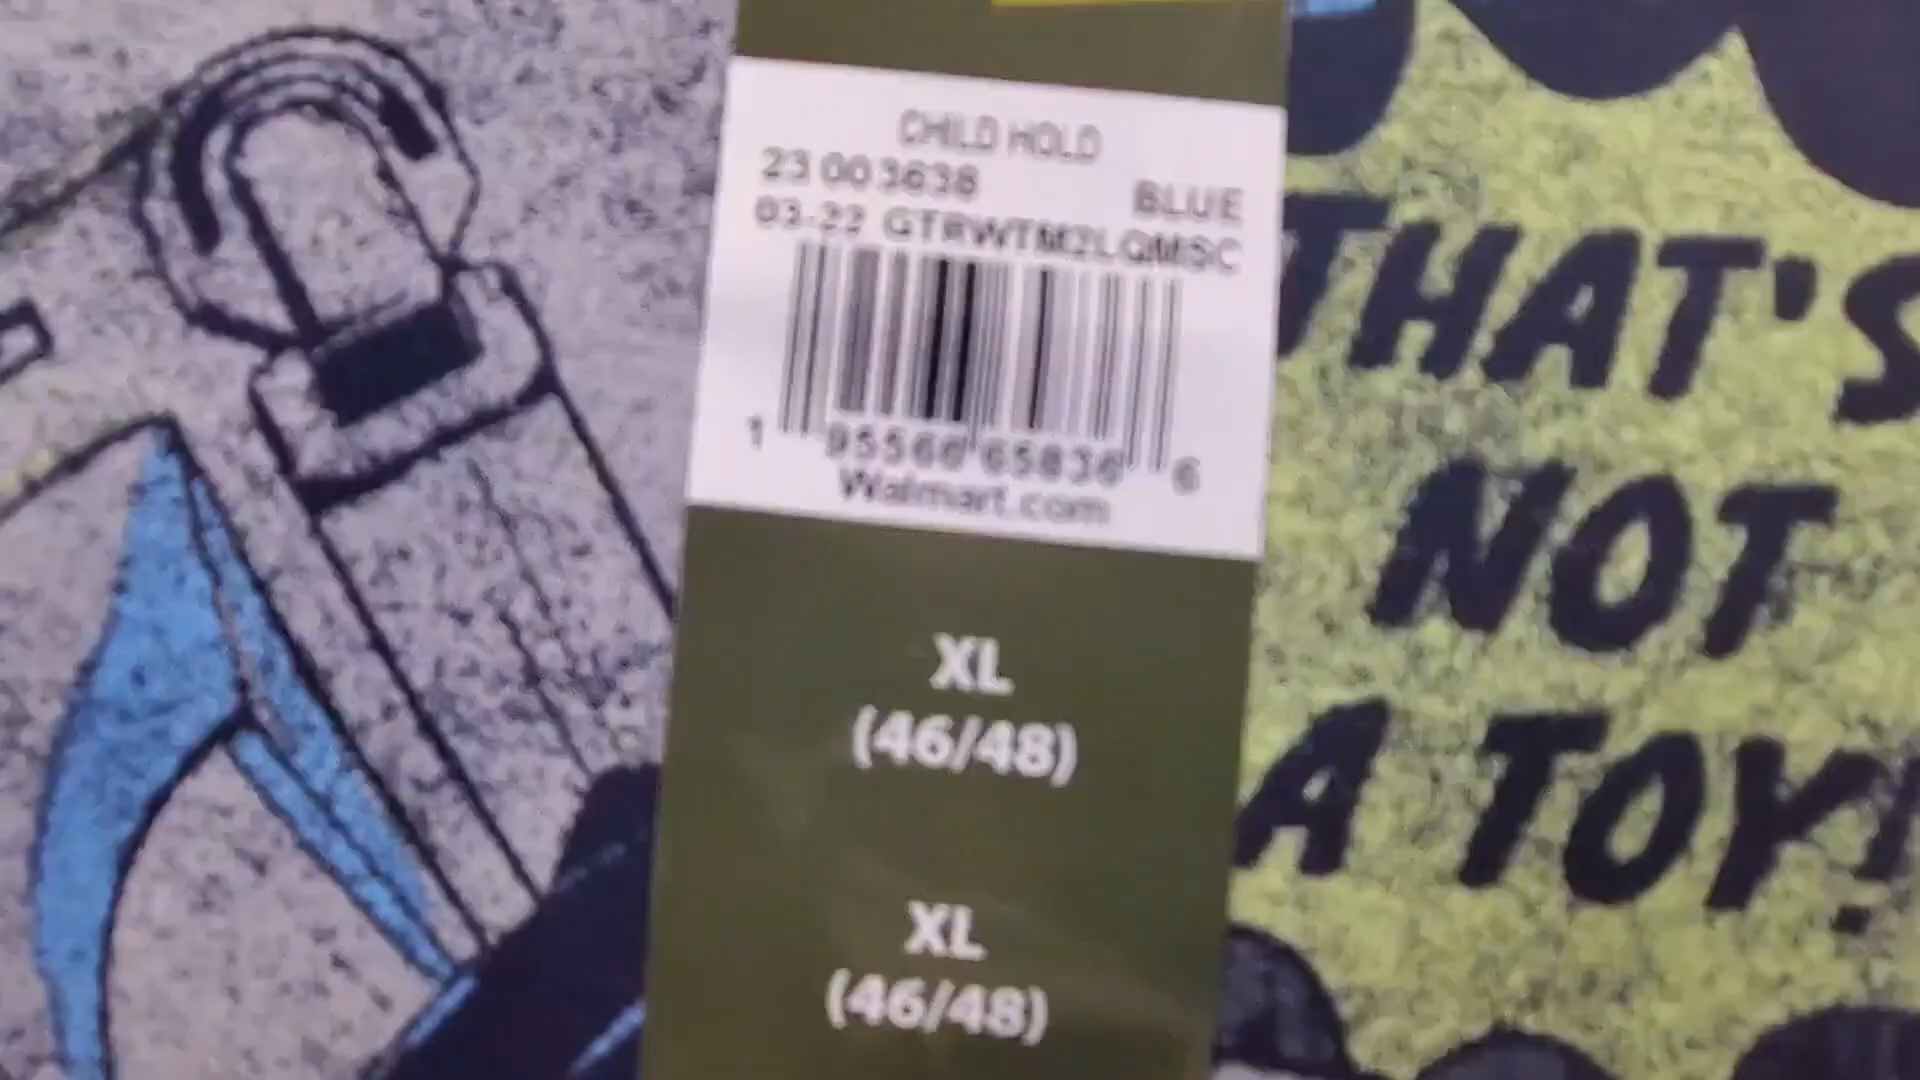 CHILD HOLD
23 003638 BLUE
03-22 GTRWTM2LQMSC
1 95566 65836 6
Walmart.com
XL
(46/48)
XL
(46/48)
THAT'S
NOT
A TOY!